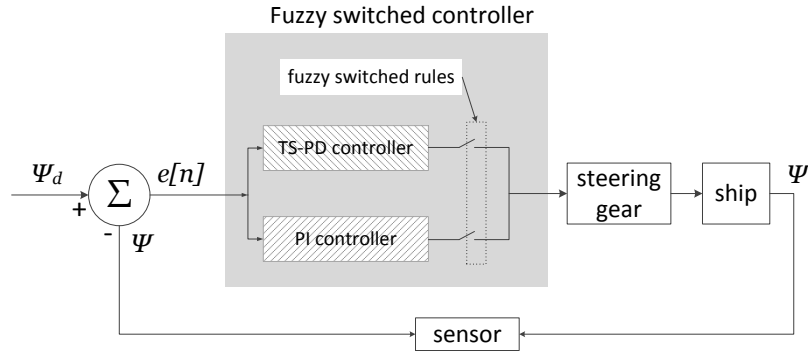 Fuzzy switched controller
fuzzy switched rules
TS-PD controller
Ψd
e[n]
Σ
+
-
Ψ
PI controller
steering
gear
ship
Ψ
sensor